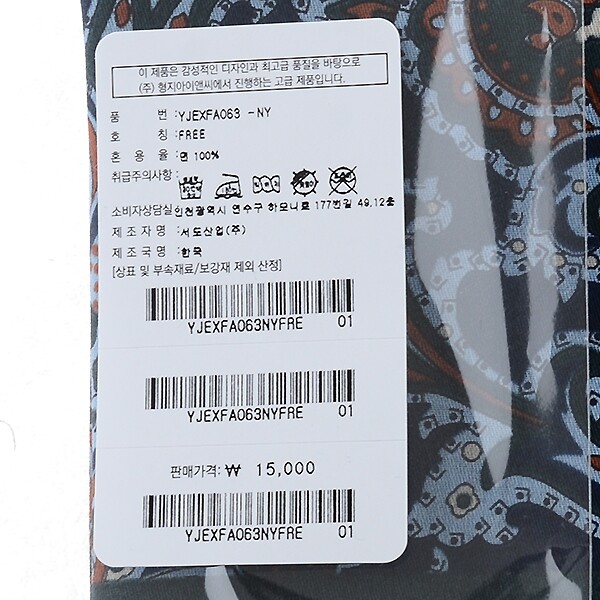 이 제품은 감성적인 디자인과 최고급 품질을 바탕으로
(주) 형지아이앤씨에서 진행하는 고급 제품입니다.
품 번 :YJEXFA063 -NY
호 칭 :FREE
혼 용 율 :면 100%
취급주의사항 :
소비자상담실 인천광역시 연수구 하모니로 177번길 49,12층
제 조 자 명 :서도산업(주)
제 조 국 명 :한국
[상표 및 부속재료/보강재 제외 산정]
YJEXFA063NYFRE 01
YJEXFA063NYFRE 01
판매가격: ₩ 15,000
YJEXFA063NYFRE 01